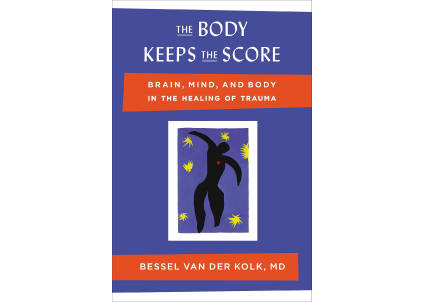 THE BODY
KEEPS THE SCORE
BRAIN, MIND, AND BODY
IN THE HEALING OF TRAUMA
BESSEL VAN DER KOLK, MD